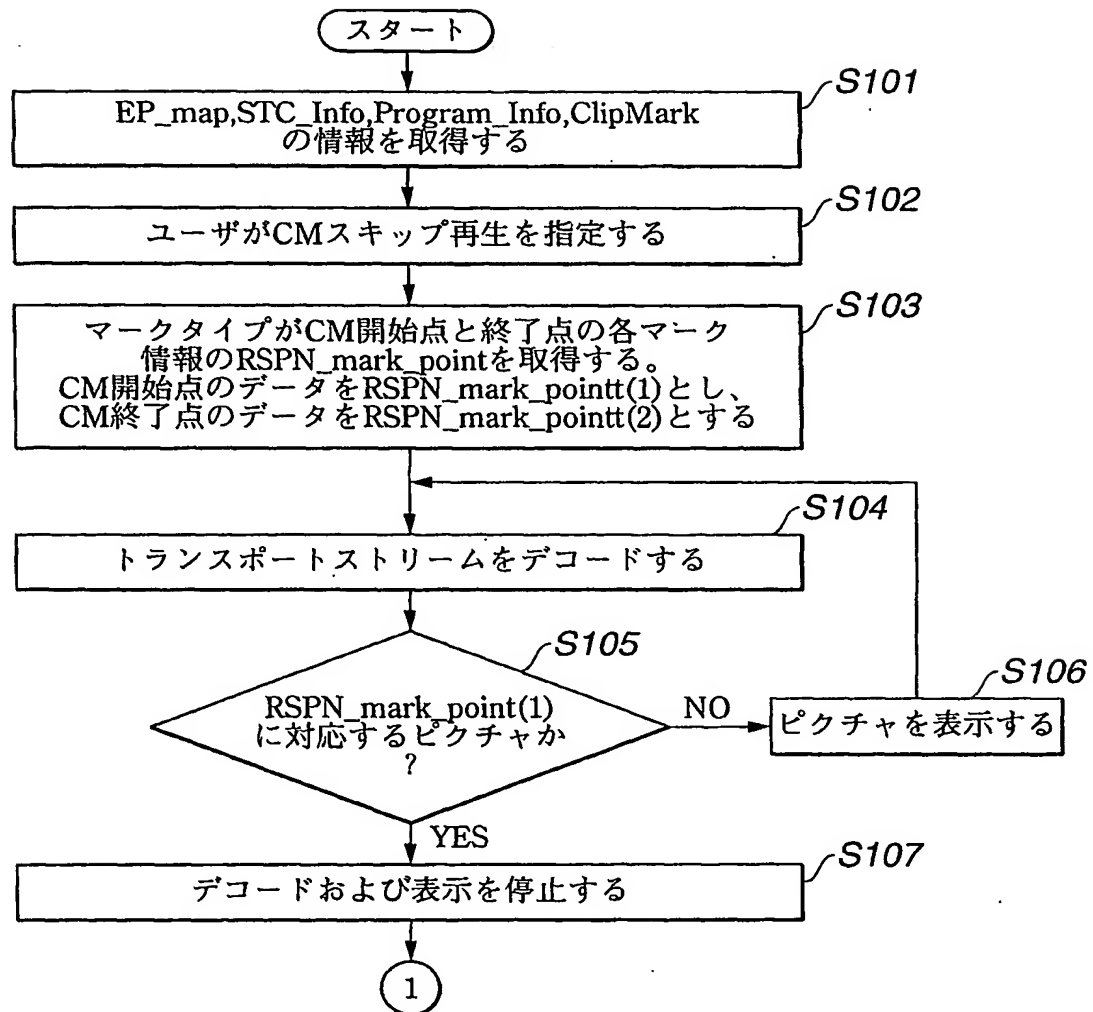 スタート
S101
EP_map,STC_Info,Program_Info,ClipMark
の情報を取得する
S102
ユーザがCMスキップ再生を指定する
S103
マークタイプがCM開始点と終了点の各マーク
情報のRSPN_mark_pointを取得する。
CM開始点のデータをRSPN_mark_pointt(1)とし、
CM終了点のデータをRSPN_mark_pointt(2)とする
S104
トランスポートストリームをデコードする
S105
RSPN_mark_point(1)
に対応するピクチャか
?
NO
S106
ピクチャを表示する
YES
S107
デコードおよび表示を停止する
1